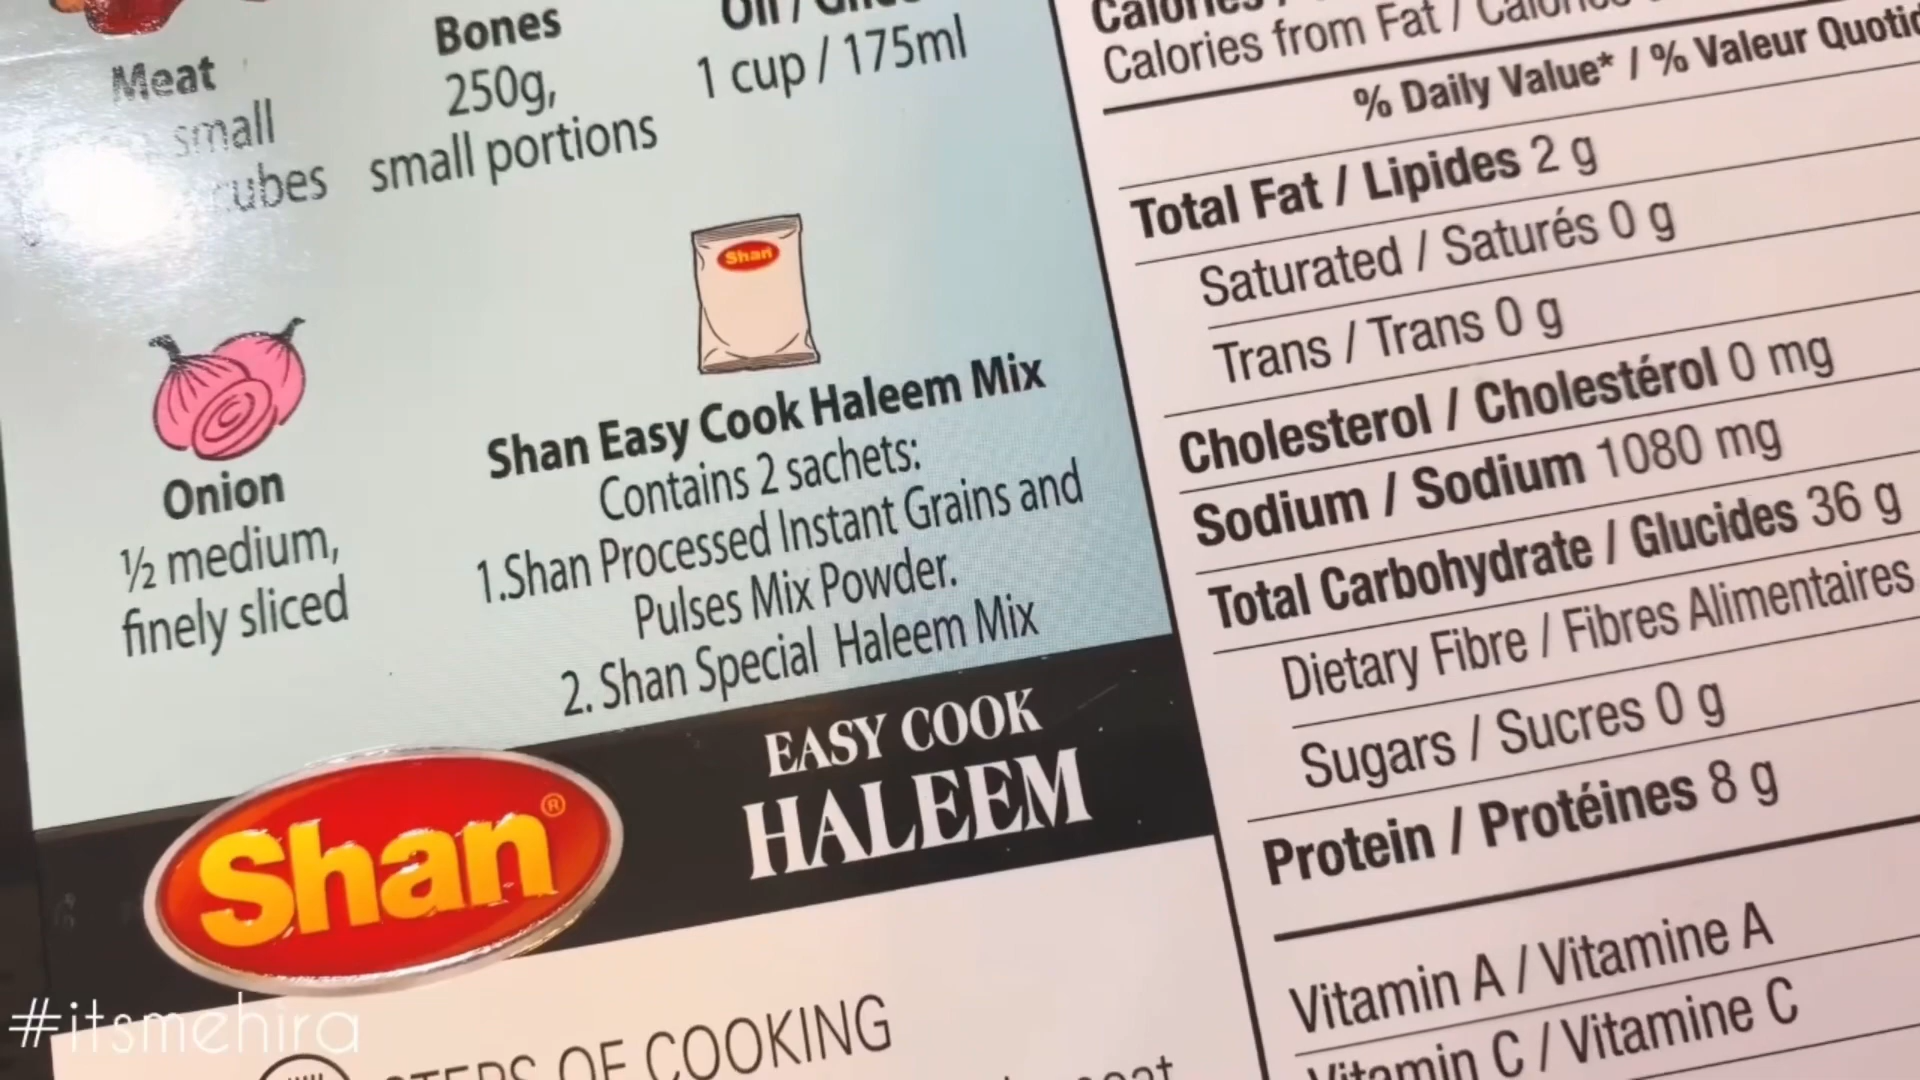 Meat
small
cubes
Bones
250g,
small portions
Oil /
1 cup / 175ml
Shan
Onion
½ medium,
finely sliced
Shan Easy Cook Haleem Mix
Contains 2 sachets:
1.Shan Processed Instant Grains and
Pulses Mix Powder.
2. Shan Special Haleem Mix
Shan®
EASY COOK
HALEEM
STEPS OF COOKING
#itsmehira
Calories /
Calories from Fat /
% Daily Value* / % Valeur
Total Fat / Lipides 2 g
Saturated / Saturés 0 g
Trans / Trans 0 g
Cholesterol / Cholestérol 0 mg
Sodium / Sodium 1080 mg
Total Carbohydrate / Glucides 36 g
Dietary Fibre / Fibres Alimentaires
Sugars / Sucres 0 g
Protein / Protéines 8 g
Vitamin A / Vitamine A
Vitamin C / Vitamine C